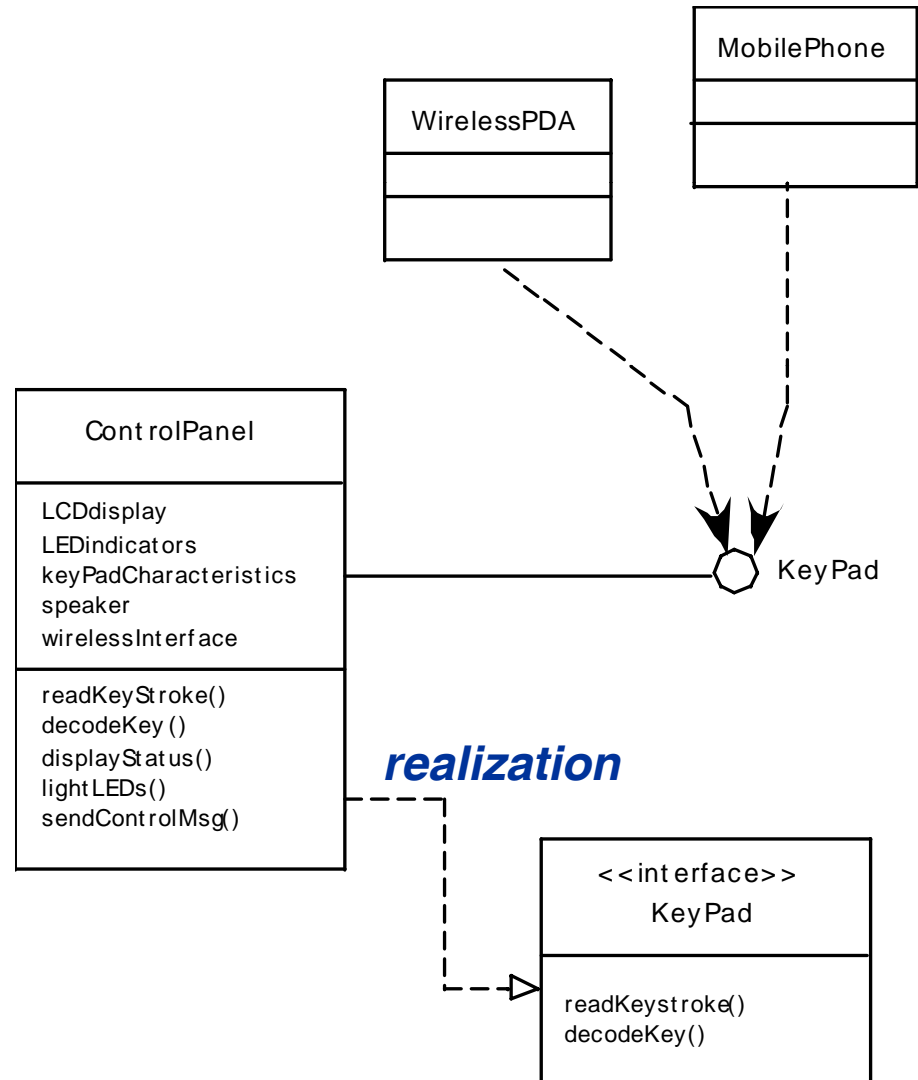 MobilePhone
WirelessPDA
ControlPanel
LCDdisplay
LEDindicators
keyPadCharacteristics
speaker
wirelessInterface
KeyPad
readKeyStroke()
decodeKey()
displayStatus()
lightLEDs()
sendControlMsg()
realization
<<interface>>
KeyPad
readKeystroke()
decodeKey()